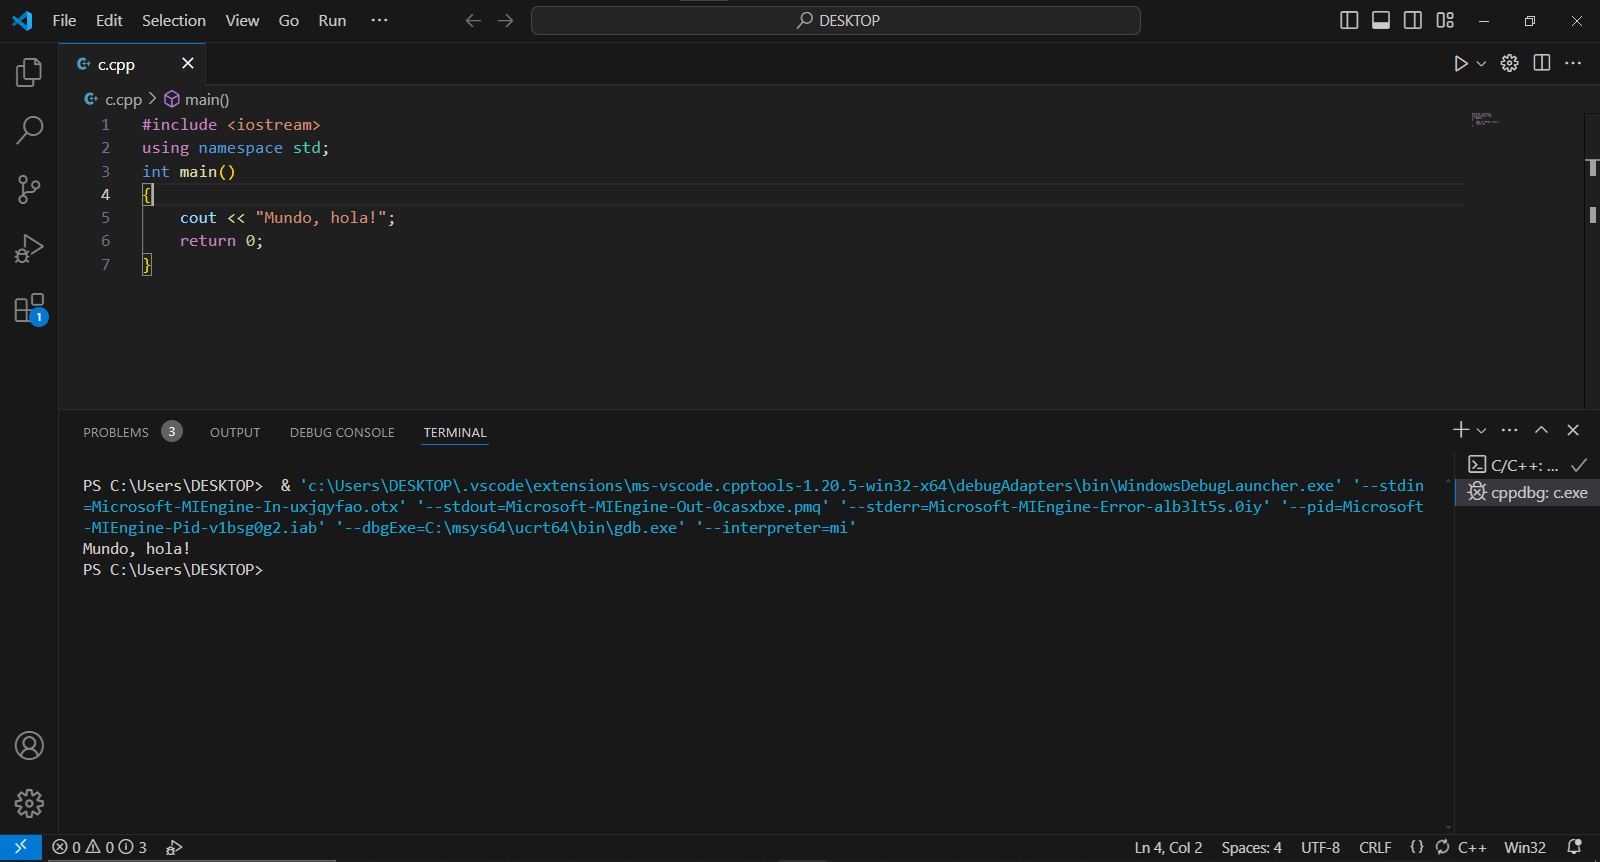 File Edit Selection View Go Run ···
DESKTOP
c.cpp
c.cpp > main()
1 #include <iostream>
2 using namespace std;
3 int main()
4 {
5 cout << "Mundo, hola!";
6 return 0;
7 }
1
PROBLEMS 3 OUTPUT DEBUG CONSOLE TERMINAL
C/C++: ...
cppdbg: c.exe
PS C:\Users\DESKTOP>  & 'c:\Users\DESKTOP\.vscode\extensions\ms-vscode.cpptools-1.20.5-win32-x64\debugAdapters\bin\WindowsDebugLauncher.exe' '--stdin
=Microsoft-MIEngine-In-uxjqyfao.otx' '--stdout=Microsoft-MIEngine-Out-0casxbxe.pmq' '--stderr=Microsoft-MIEngine-Error-alb3lt5s.0iy' '--pid=Microsoft
-MIEngine-Pid-v1bsg0g2.iab' '--dbgExe=C:\msys64\ucrt64\bin\gdb.exe' '--interpreter=mi'
Mundo, hola!
PS C:\Users\DESKTOP>
0 0 3 Ln 4, Col 2 Spaces: 4 UTF-8 CRLF {} C++ Win32